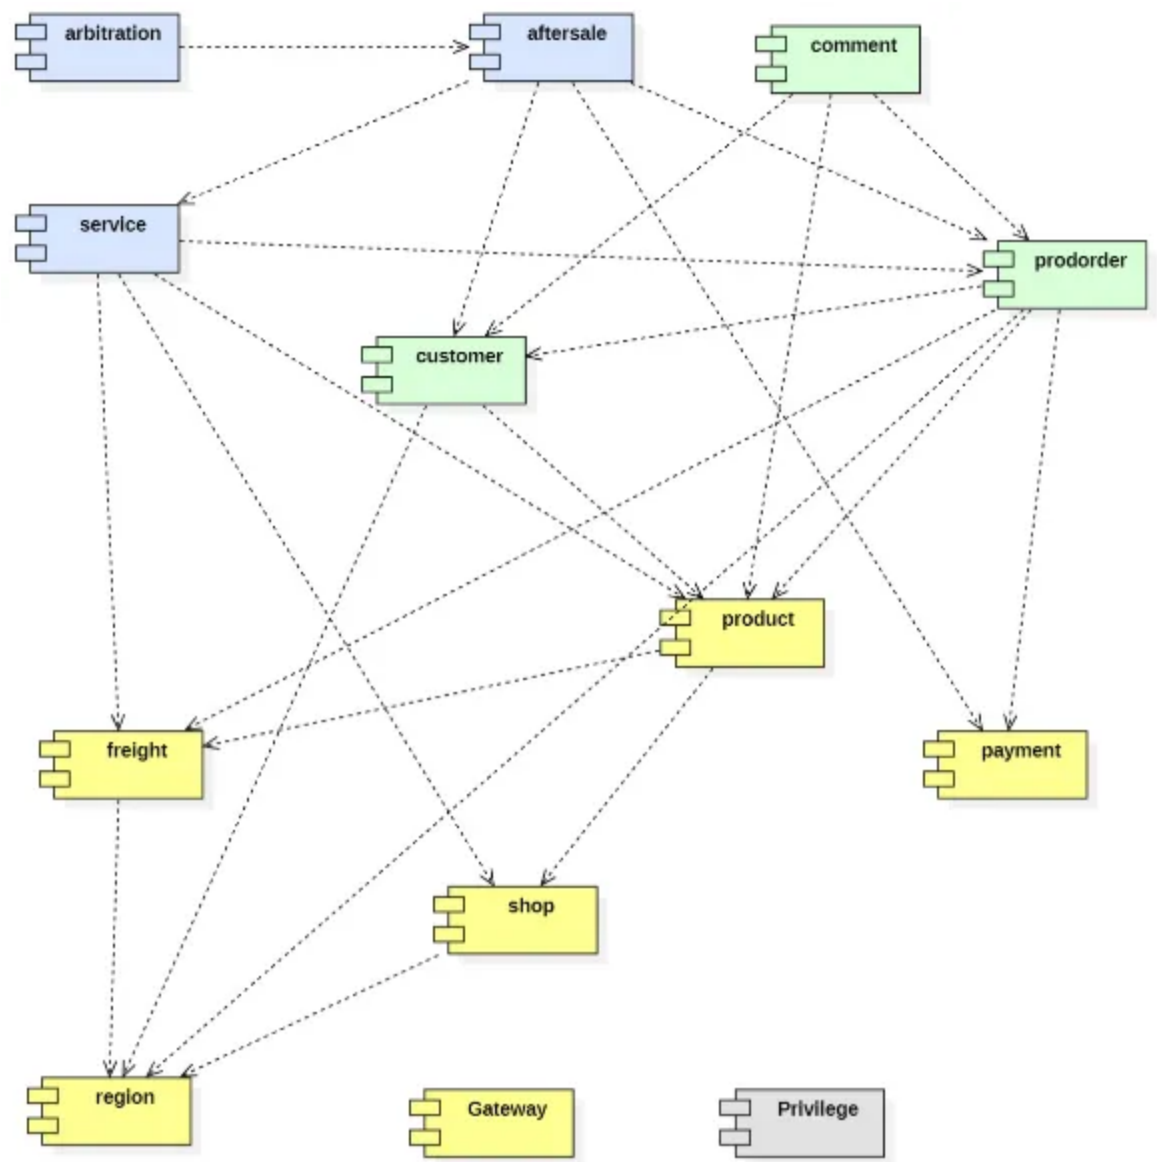 arbitration
aftersale
comment
service
prodorder
customer
product
freight
payment
shop
region
Gateway
Privilege